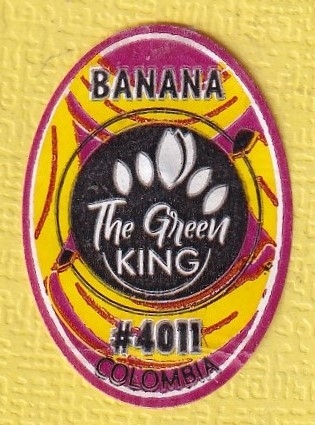 BANANA
The Green
KING
#4011
COLOMBIA